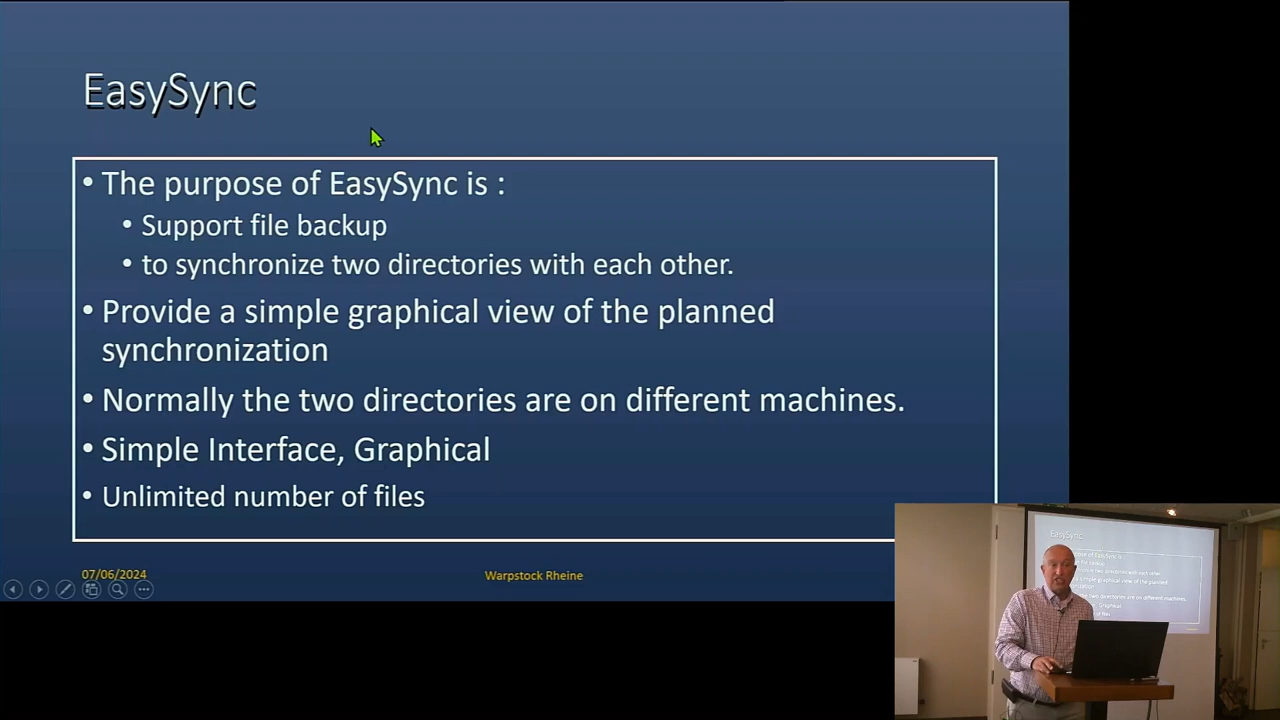 EasySync
• The purpose of EasySync is :
• Support file backup
• to synchronize two directories with each other.
• Provide a simple graphical view of the planned
synchronization
• Normally the two directories are on different machines.
• Simple Interface, Graphical
• Unlimited number of files
07/06/2024
Warpstock Rheine
EasySync